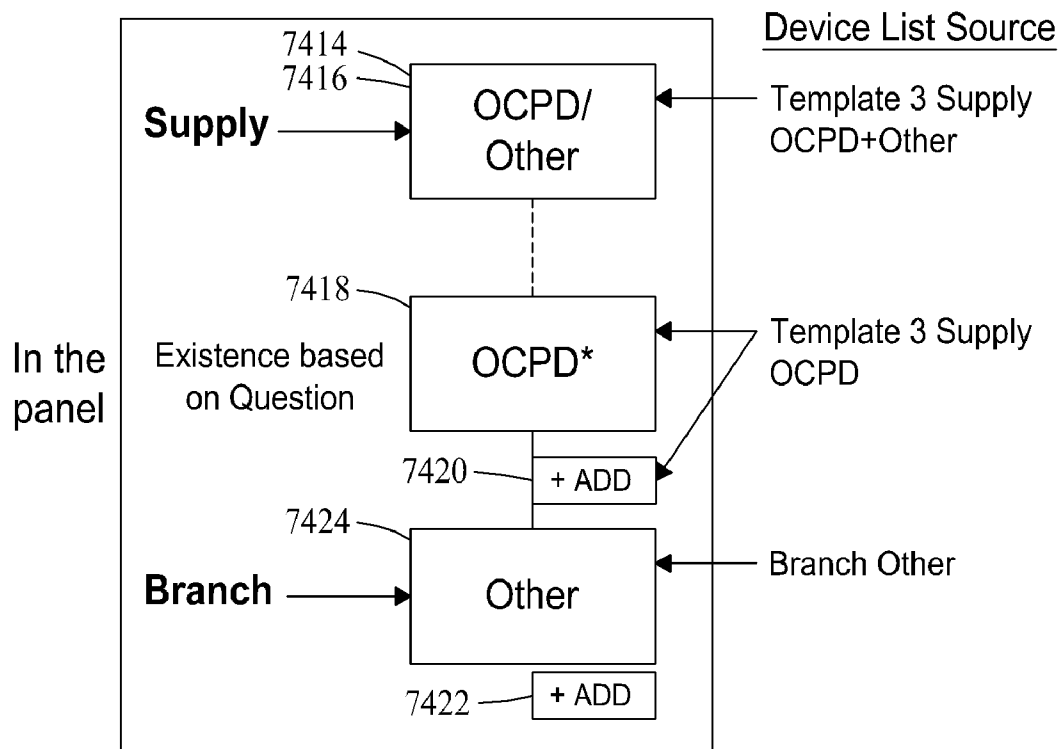 Device List Source
7414
7416
OCPD/
Other
Supply
Template 3 Supply
OCPD+Other
7418
OCPD*
Existence based
on Question
Template 3 Supply
OCPD
In the
panel
7420
+ ADD
7424
Other
Branch
Branch Other
7422
+ ADD